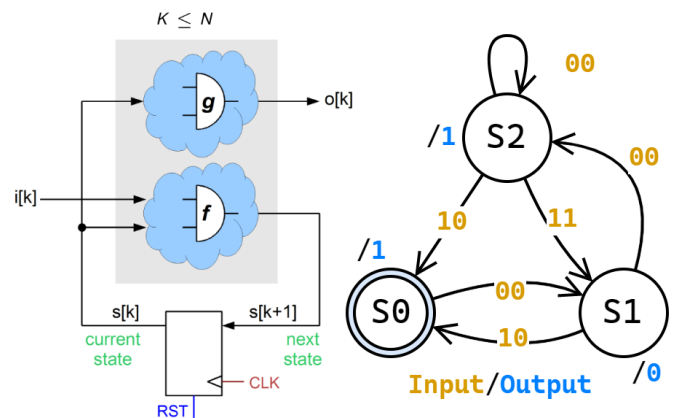 K ≤ N
g
o[k]
i[k]
f
s[k]
s[k+1]
current
state
next
state
CLK
RST
00
S2
/1
00
10
11
/1
S0
00
S1
10
/0
Input/Output